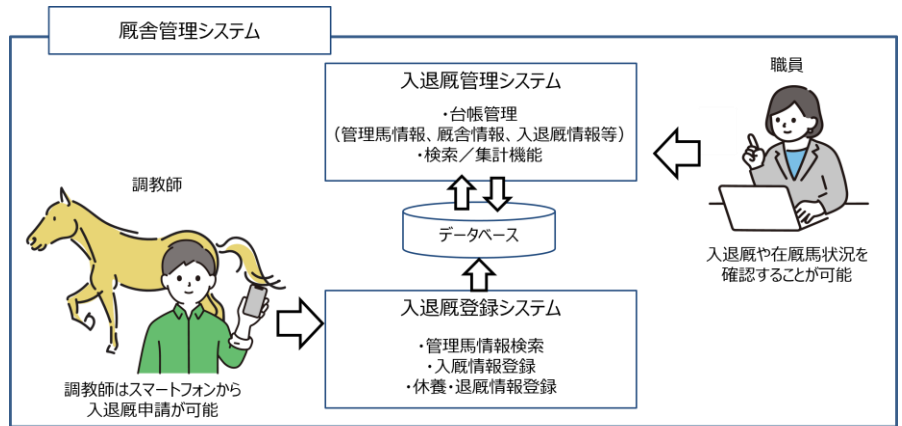 厩舎管理システム
入退厩管理システム
・台帳管理
（管理馬情報、厩舎情報、入退厩情報等）
・検索／集計機能
職員
調教師
データベース
入退厩や在厩馬状況を
確認することが可能
入退厩登録システム
・管理馬情報検索
・入厩情報登録
・休養・退厩情報登録
調教師はスマートフォンから
入退厩申請が可能